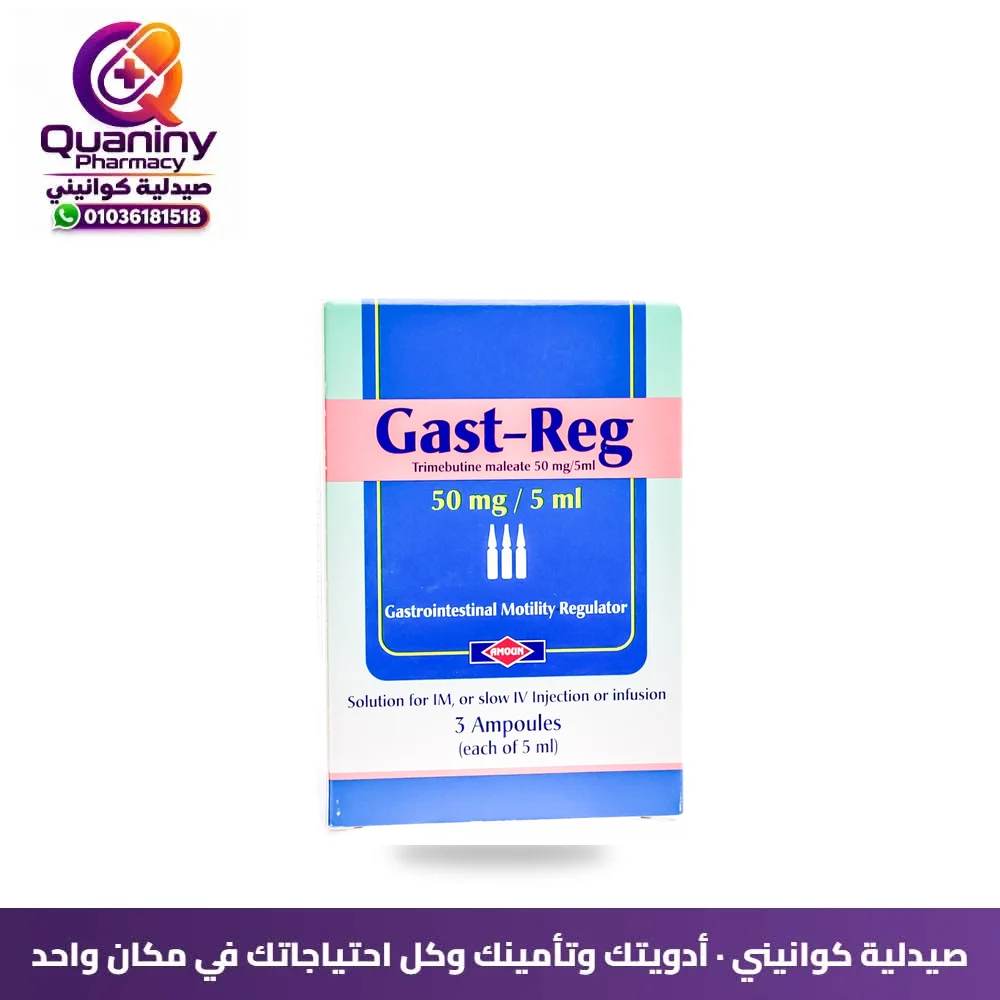 Quaniny
Pharmacy
صيدلية كوانيني
01036181518
Gast-Reg
Trimebutine maleate 50 mg/5ml
50 mg / 5 ml
Gastrointestinal Motility Regulator
AMOUN
Solution for IM, or slow IV Injection or infusion
3 Ampoules
(each of 5 ml)
صيدلية كوانيني · أدويتك وتأمينك وكل احتياجاتك في مكان واحد